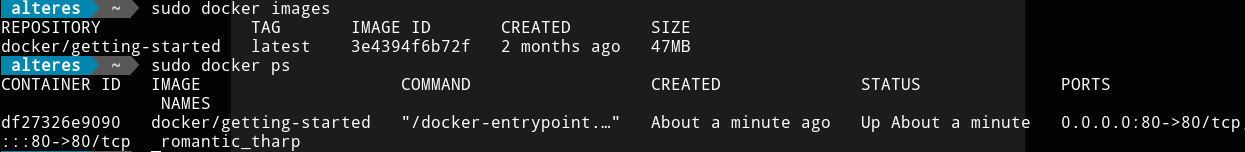 alteres ~ sudo docker images
REPOSITORY TAG IMAGE ID CREATED SIZE
docker/getting-started latest 3e4394f6b72f 2 months ago 47MB
alteres ~ sudo docker ps
CONTAINER ID IMAGE COMMAND CREATED STATUS PORTS
NAMES
df27326e9090 docker/getting-started "/docker-entrypoint.…" About a minute ago Up About a minute 0.0.0.0:80->80/tcp,
:::80->80/tcp romantic_tharp